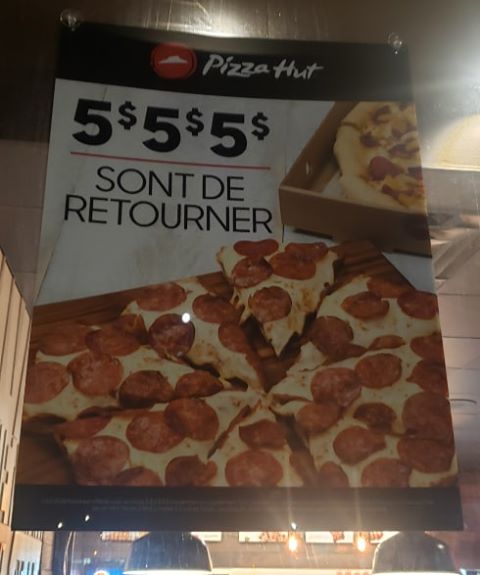 Pizza Hut
5$ 5$ 5$
SONT DE
RETOURNER